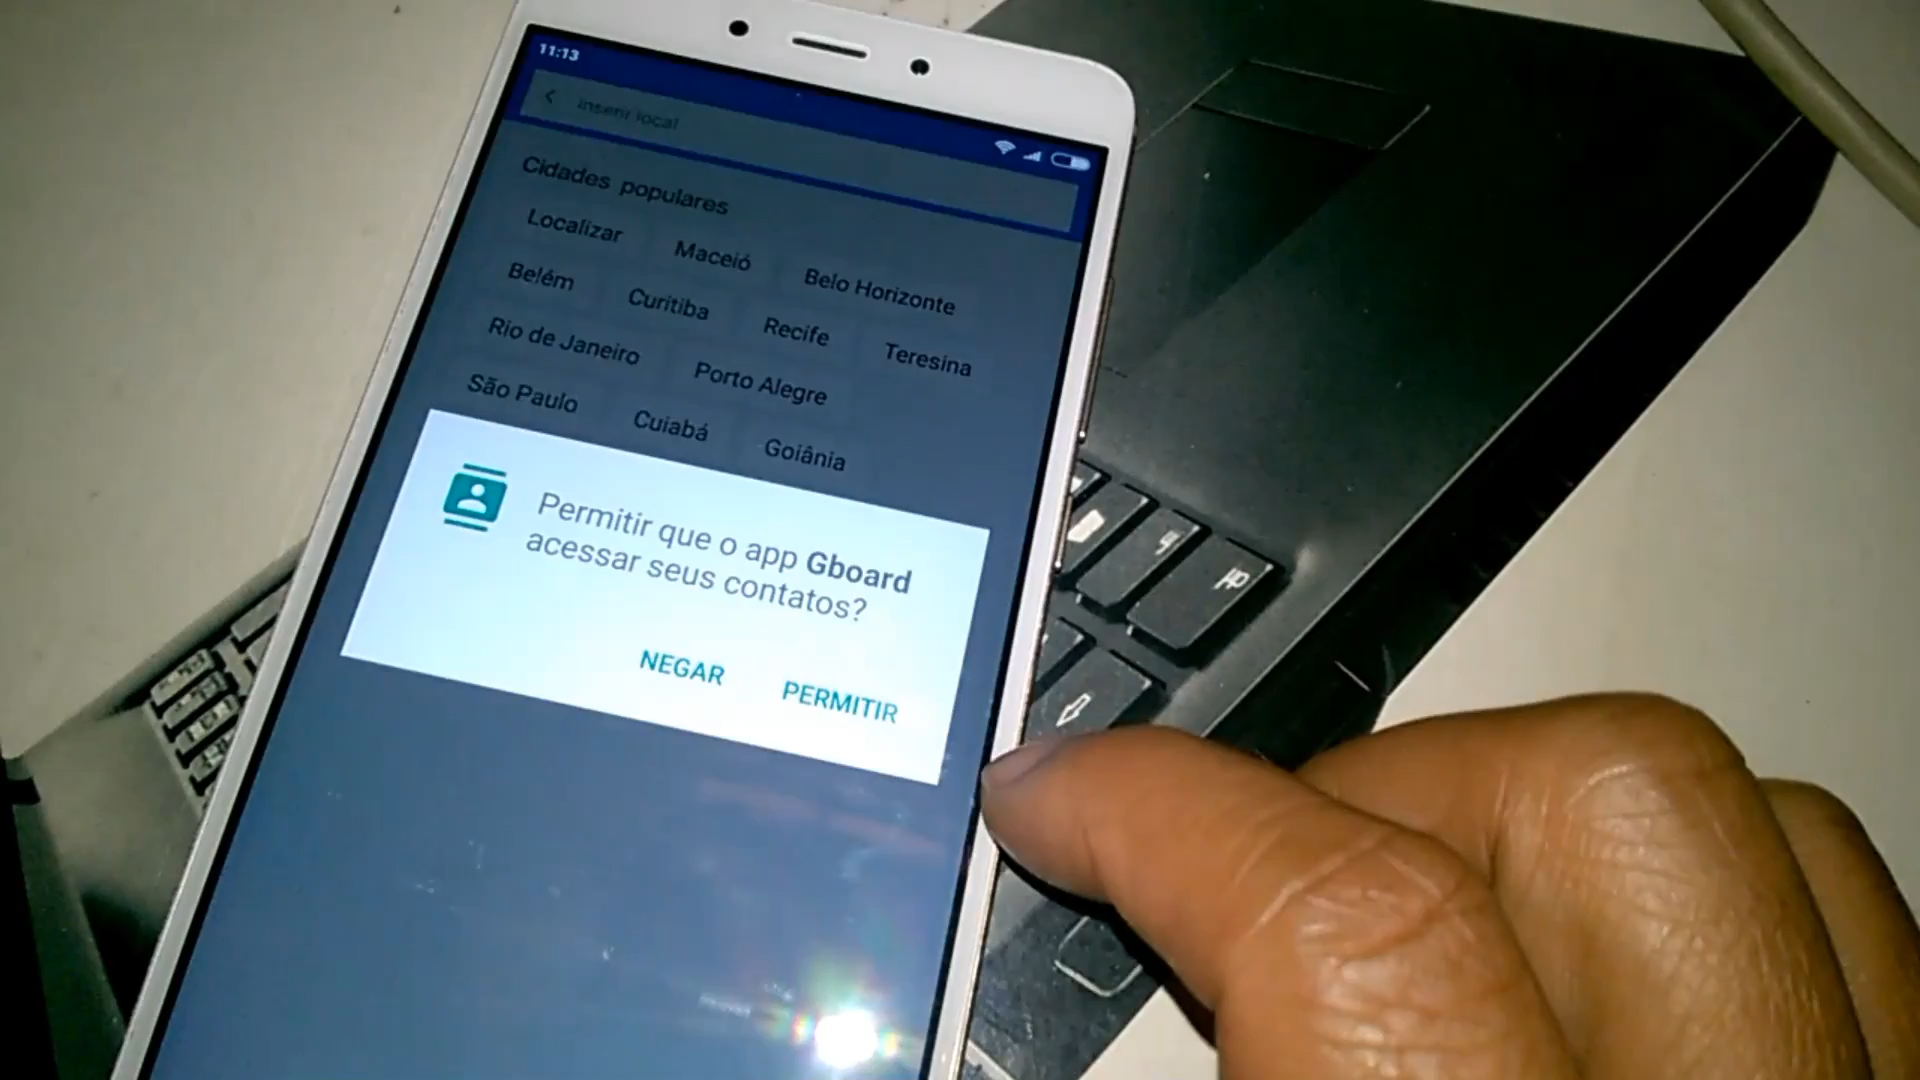 11:13
Inserir local
Cidades populares
Localizar Maceió Belo Horizonte
Belém Curitiba Recife Teresina
Rio de Janeiro Porto Alegre
São Paulo Cuiabá Goiânia
Permitir que o app Gboard
acessar seus contatos?
NEGAR PERMITIR